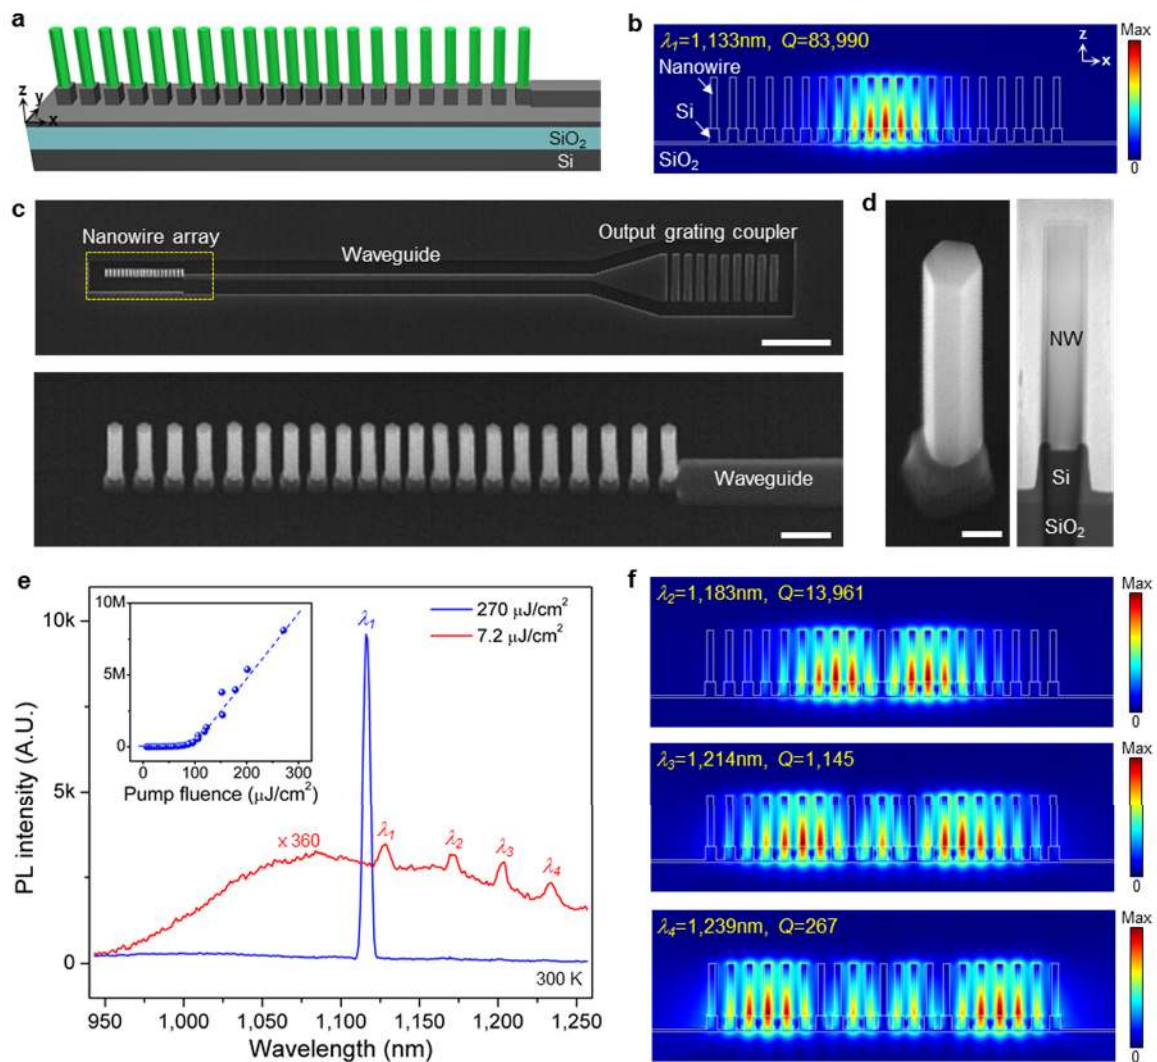 a
z
y
x
SiO₂
Si
b
λ₁=1,133nm, Q=83,990
Nanowire
Si
SiO₂
z
x
Max
0
c
Nanowire array
Waveguide
Output grating coupler
Waveguide
d
NW
Si
SiO₂
e
10M
5M
0
0 100 200 300
Pump fluence (μJ/cm²)
λ₁
270 μJ/cm²
7.2 μJ/cm²
× 360
λ₁
λ₂
λ₃
λ₄
10k
5k
0
PL intensity (A.U.)
300 K
950 1,000 1,050 1,100 1,150 1,200 1,250
Wavelength (nm)
f
λ₂=1,183nm, Q=13,961
Max
0
λ₃=1,214nm, Q=1,145
Max
0
λ₄=1,239nm, Q=267
Max
0